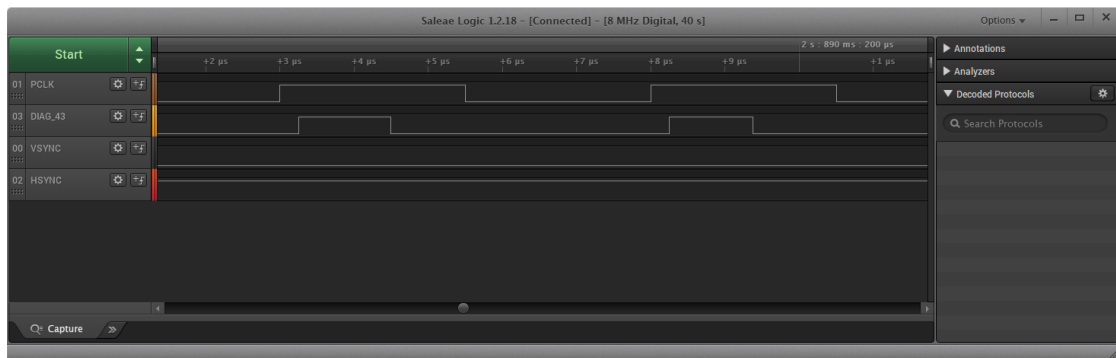 Saleae Logic 1.2.18 - [Connected] - [8 MHz Digital, 40 s]
Options
Start
2 s : 890 ms : 200 µs
+2 µs +3 µs +4 µs +5 µs +6 µs +7 µs +8 µs +9 µs +1 µs
01 PCLK
03 DIAG_43
00 VSYNC
02 HSYNC
Annotations
Analyzers
Decoded Protocols
Search Protocols
Capture